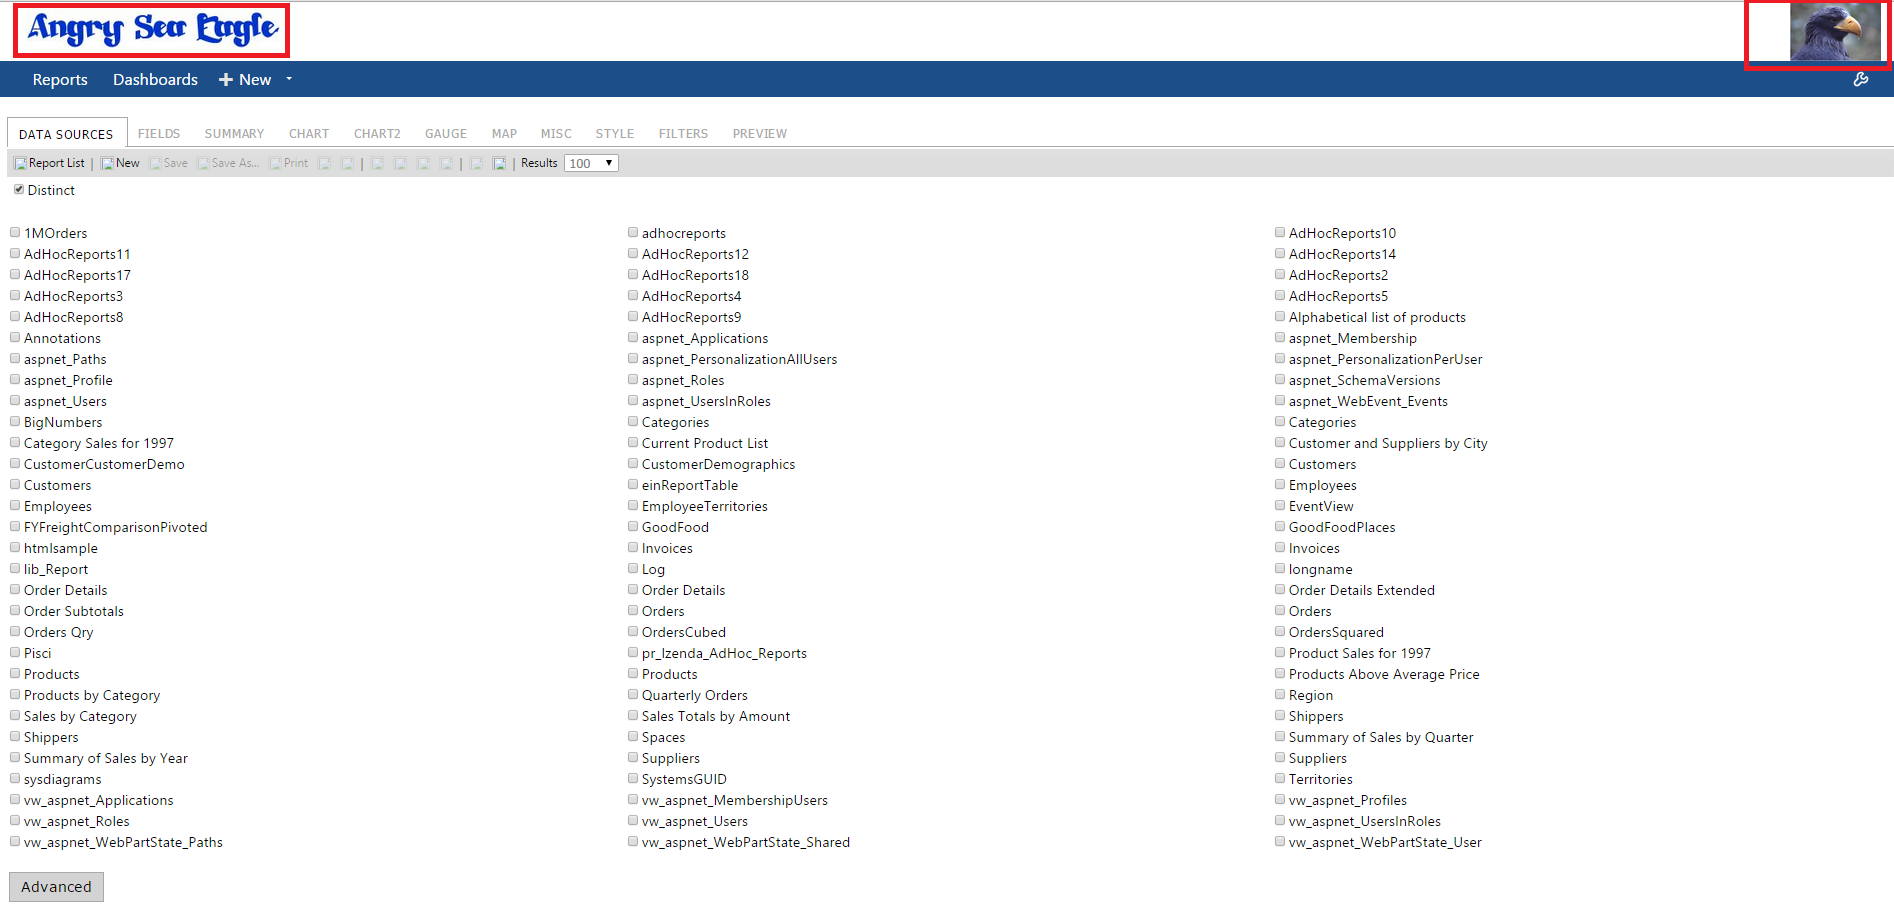 Angry Sea Eagle
Reports Dashboards New
DATA SOURCES FIELDS SUMMARY CHART CHART2 GAUGE MAP MISC STYLE FILTERS PREVIEW
Report List | New Save Save As... Print | | | Results 100
Distinct
1MOrders adhocreports AdHocReports10
AdHocReports11 AdHocReports12 AdHocReports14
AdHocReports17 AdHocReports18 AdHocReports2
AdHocReports3 AdHocReports4 AdHocReports5
AdHocReports8 AdHocReports9 Alphabetical list of products
Annotations aspnet_Applications aspnet_Membership
aspnet_Paths aspnet_PersonalizationAllUsers aspnet_PersonalizationPerUser
aspnet_Profile aspnet_Roles aspnet_SchemaVersions
aspnet_Users aspnet_UsersInRoles aspnet_WebEvent_Events
BigNumbers Categories Categories
Category Sales for 1997 Current Product List Customer and Suppliers by City
CustomerCustomerDemo CustomerDemographics Customers
Customers einReportTable Employees
Employees EmployeeTerritories EventView
FYFreightComparisonPivoted GoodFood GoodFoodPlaces
htmlsample Invoices Invoices
lib_Report Log longname
Order Details Order Details Order Details Extended
Order Subtotals Orders Orders
Orders Qry OrdersCubed OrdersSquared
Pisci pr_Izenda_AdHoc_Reports Product Sales for 1997
Products Products Products Above Average Price
Products by Category Quarterly Orders Region
Sales by Category Sales Totals by Amount Shippers
Shippers Spaces Summary of Sales by Quarter
Summary of Sales by Year Suppliers Suppliers
sysdiagrams SystemsGUID Territories
vw_aspnet_Applications vw_aspnet_MembershipUsers vw_aspnet_Profiles
vw_aspnet_Roles vw_aspnet_Users vw_aspnet_UsersInRoles
vw_aspnet_WebPartState_Paths vw_aspnet_WebPartState_Shared vw_aspnet_WebPartState_User
Advanced